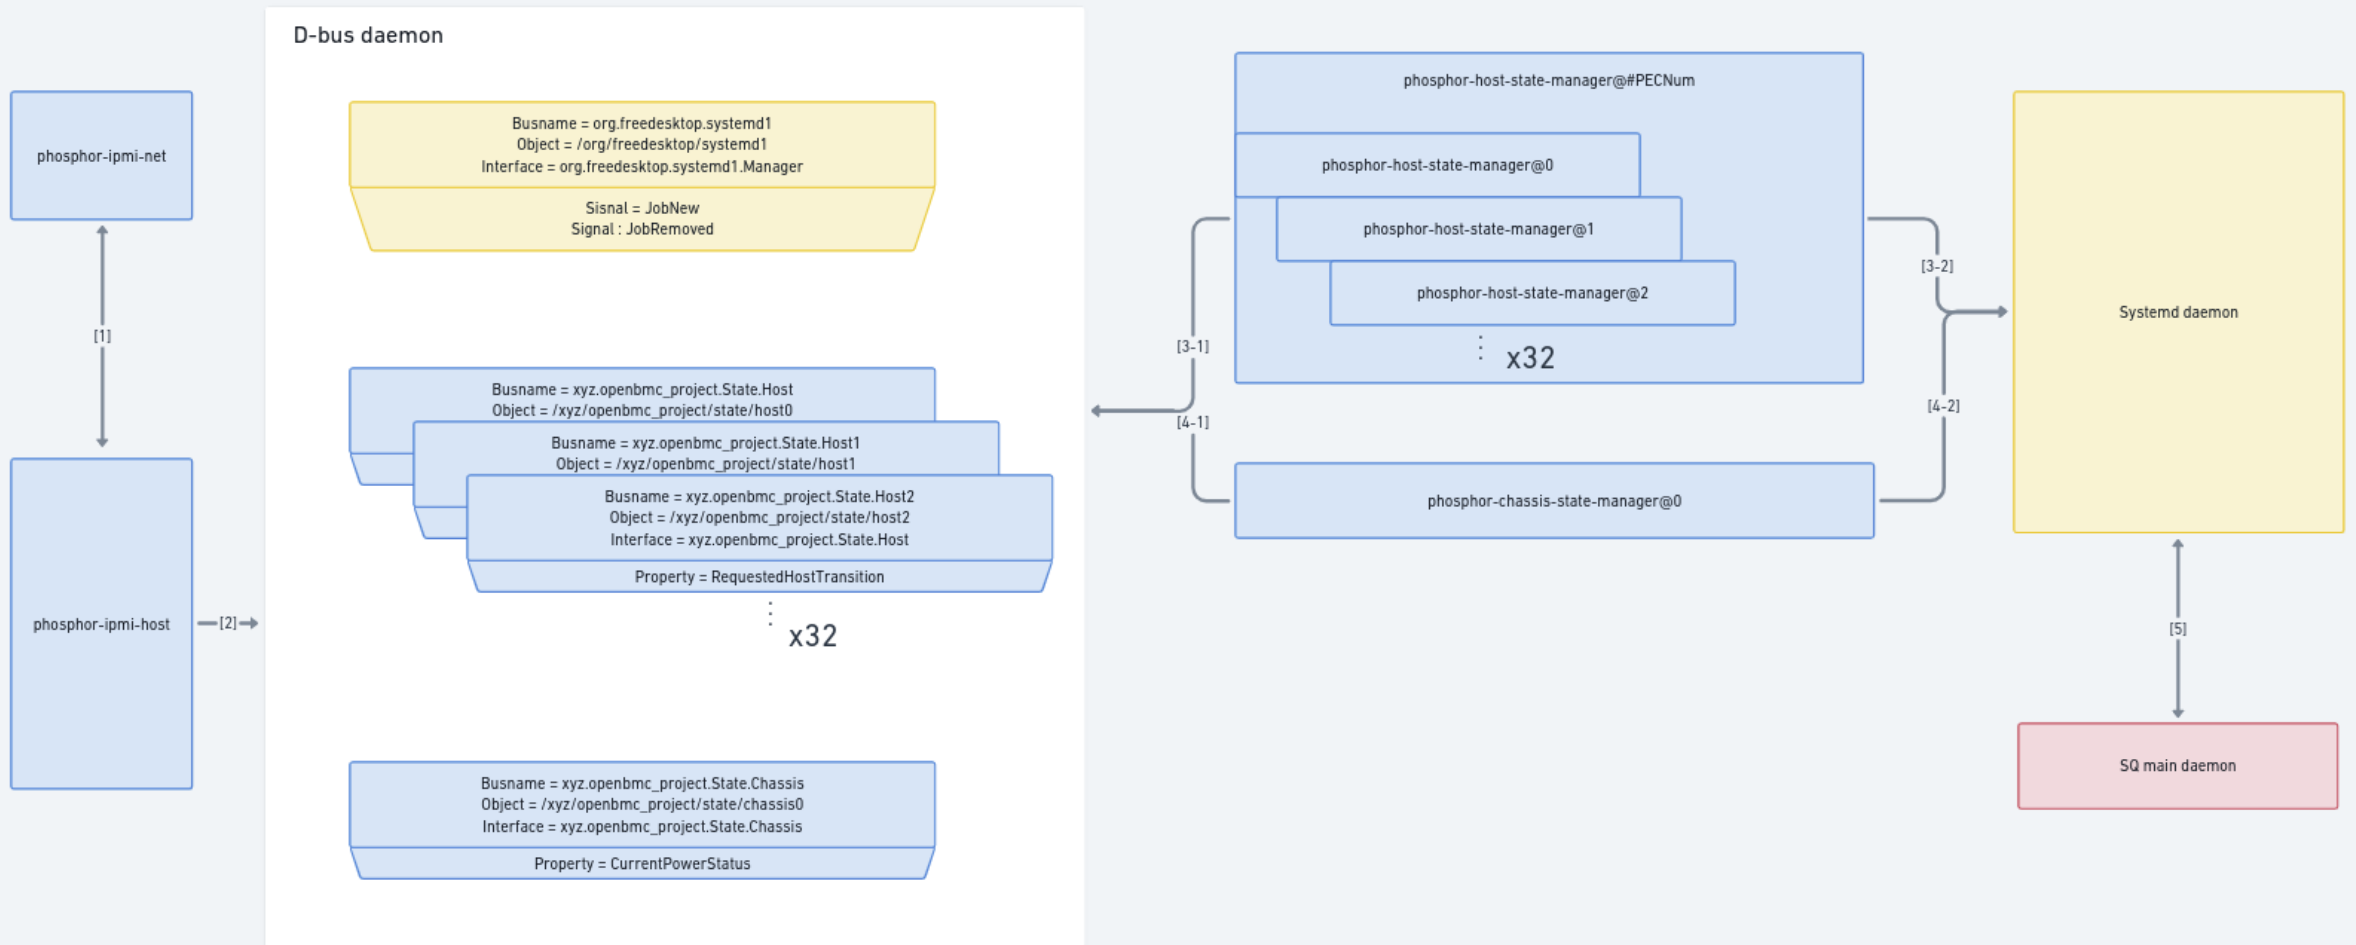 D-bus daemon
phosphor-ipmi-net
[1]
phosphor-ipmi-host
[2]
Busname = org.freedesktop.systemd1
Object = /org/freedesktop/systemd1
Interface = org.freedesktop.systemd1.Manager
Sisnal = JobNew
Signal : JobRemoved
Busname = xyz.openbmc_project.State.Host
Object = /xyz/openbmc_project/state/host0
Busname = xyz.openbmc_project.State.Host1
Object = /xyz/openbmc_project/state/host1
Busname = xyz.openbmc_project.State.Host2
Object = /xyz/openbmc_project/state/host2
Interface = xyz.openbmc_project.State.Host
Property = RequestedHostTransition
x32
Busname = xyz.openbmc_project.State.Chassis
Object = /xyz/openbmc_project/state/chassis0
Interface = xyz.openbmc_project.State.Chassis
Property = CurrentPowerStatus
[3-1]
[4-1]
phosphor-host-state-manager@#PECNum
phosphor-host-state-manager@0
phosphor-host-state-manager@1
phosphor-host-state-manager@2
x32
phosphor-chassis-state-manager@0
[3-2]
[4-2]
Systemd daemon
[5]
SQ main daemon